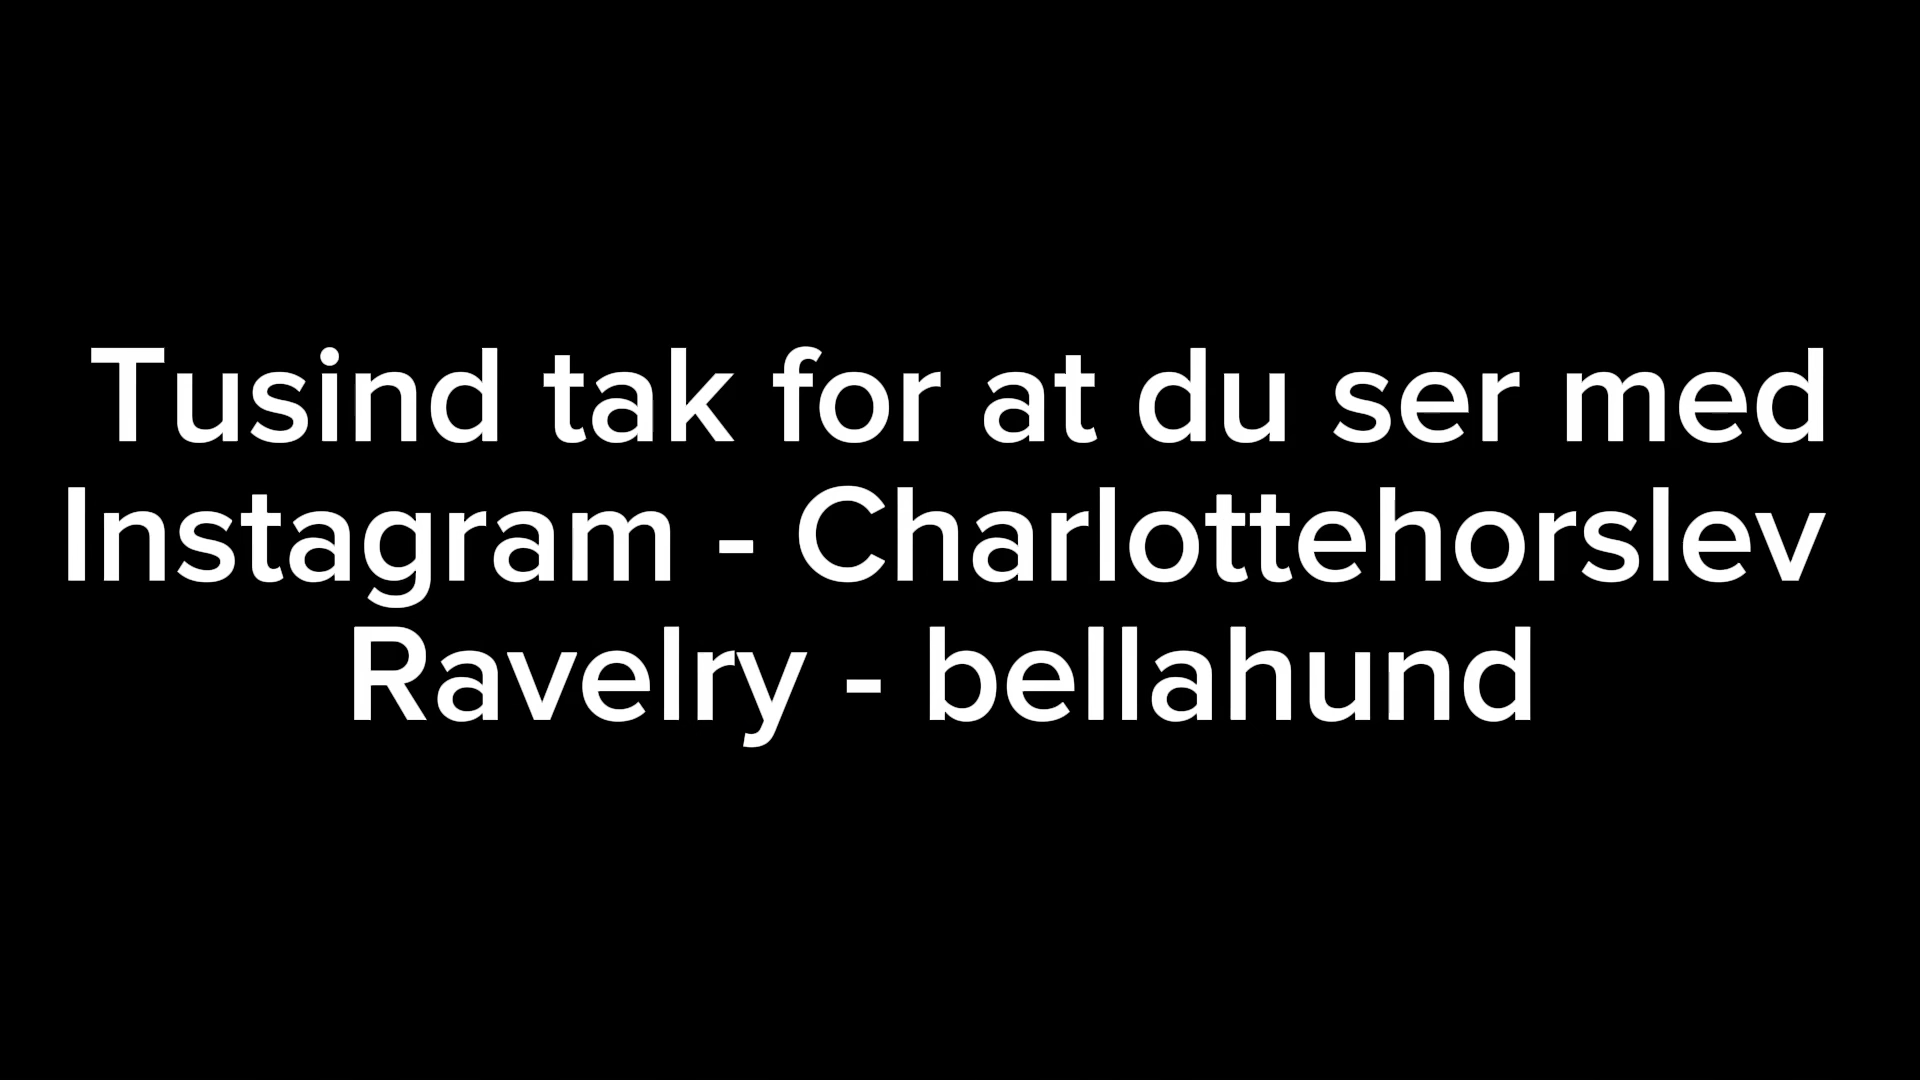 Tusind tak for at du ser med
Instagram - Charlottehorslev
Ravelry - bellahund